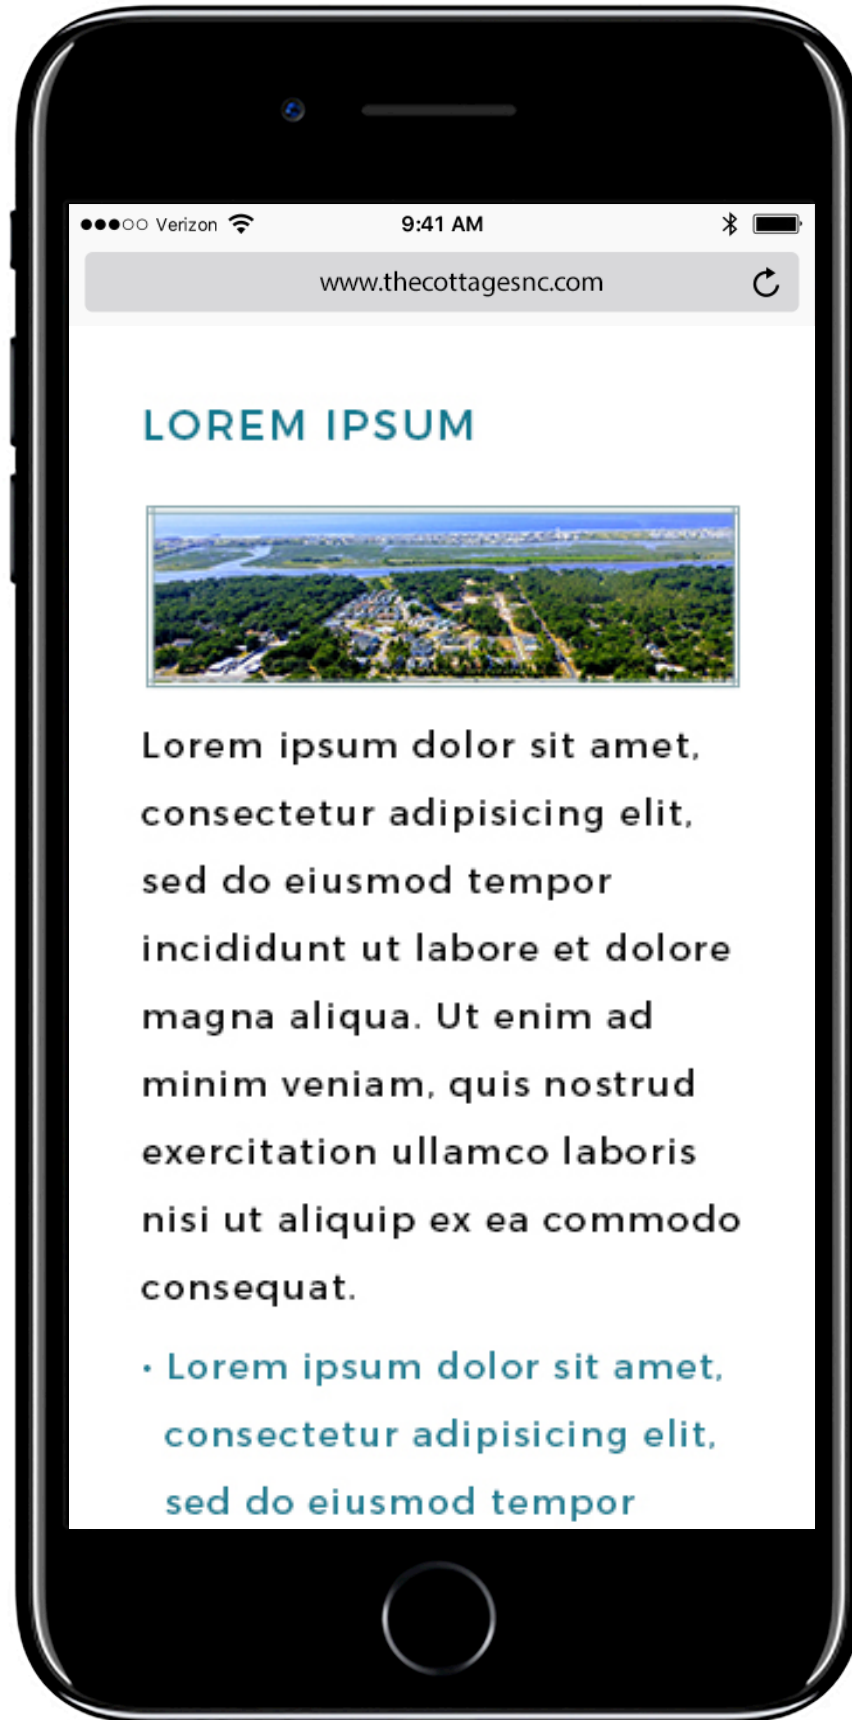 Verizon 9:41 AM
www.thecottagesnc.com
LOREM IPSUM
Lorem ipsum dolor sit amet,
consectetur adipisicing elit,
sed do eiusmod tempor
incididunt ut labore et dolore
magna aliqua. Ut enim ad
minim veniam, quis nostrud
exercitation ullamco laboris
nisi ut aliquip ex ea commodo
consequat.
• Lorem ipsum dolor sit amet,
consectetur adipisicing elit,
sed do eiusmod tempor